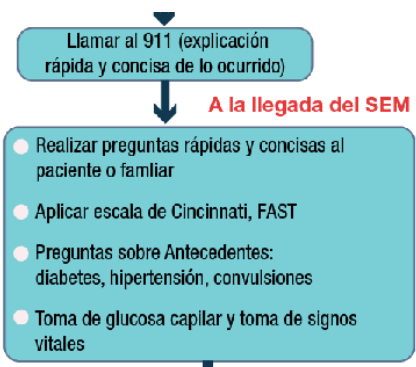 Llamar al 911 (explicación
rápida y concisa de lo ocurrido)
A la llegada del SEM
Realizar preguntas rápidas y concisas al
paciente o famliar
Aplicar escala de Cincinnati, FAST
Preguntas sobre Antecedentes:
diabetes, hipertensión, convulsiones
Toma de glucosa capilar y toma de signos
vitales